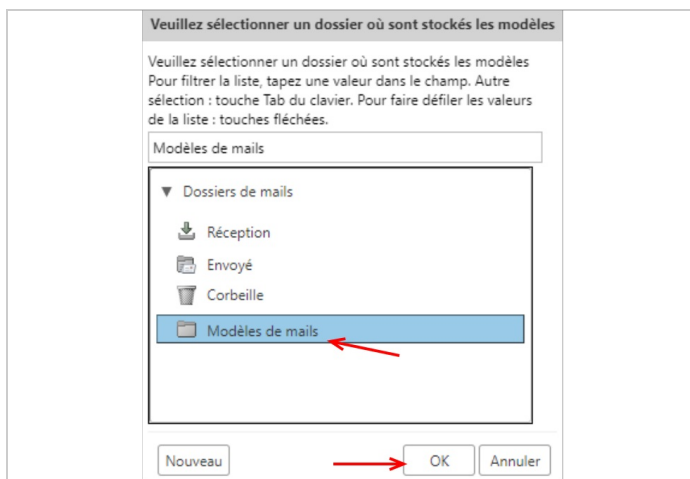 Veuillez sélectionner un dossier où sont stockés les modèles
Veuillez sélectionner un dossier où sont stockés les modèles
Pour filtrer la liste, tapez une valeur dans le champ. Autre
sélection : touche Tab du clavier. Pour faire défiler les valeurs
de la liste : touches fléchées.
Modèles de mails
Dossiers de mails
Réception
Envoyé
Corbeille
Modèles de mails
Nouveau OK Annuler